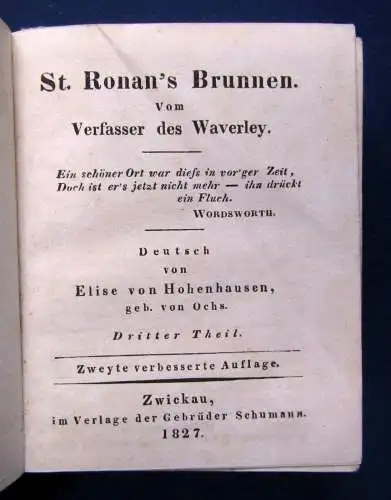 St. Ronan's Brunnen.
Vom
Verfasser des Waverley.
Ein schöner Ort war dieſs in vor'ger Zeit,
Doch ist er's jetzt nicht mehr — ihn drückt
ein Fluch.
WORDSWORTH.
Deutsch
von
Elise von Hohenhausen,
geb. von Ochs.
Dritter Theil.
Zweyte verbesserte Auflage.
Zwickau,
im Verlage der Gebrüder Schumann.
1827.